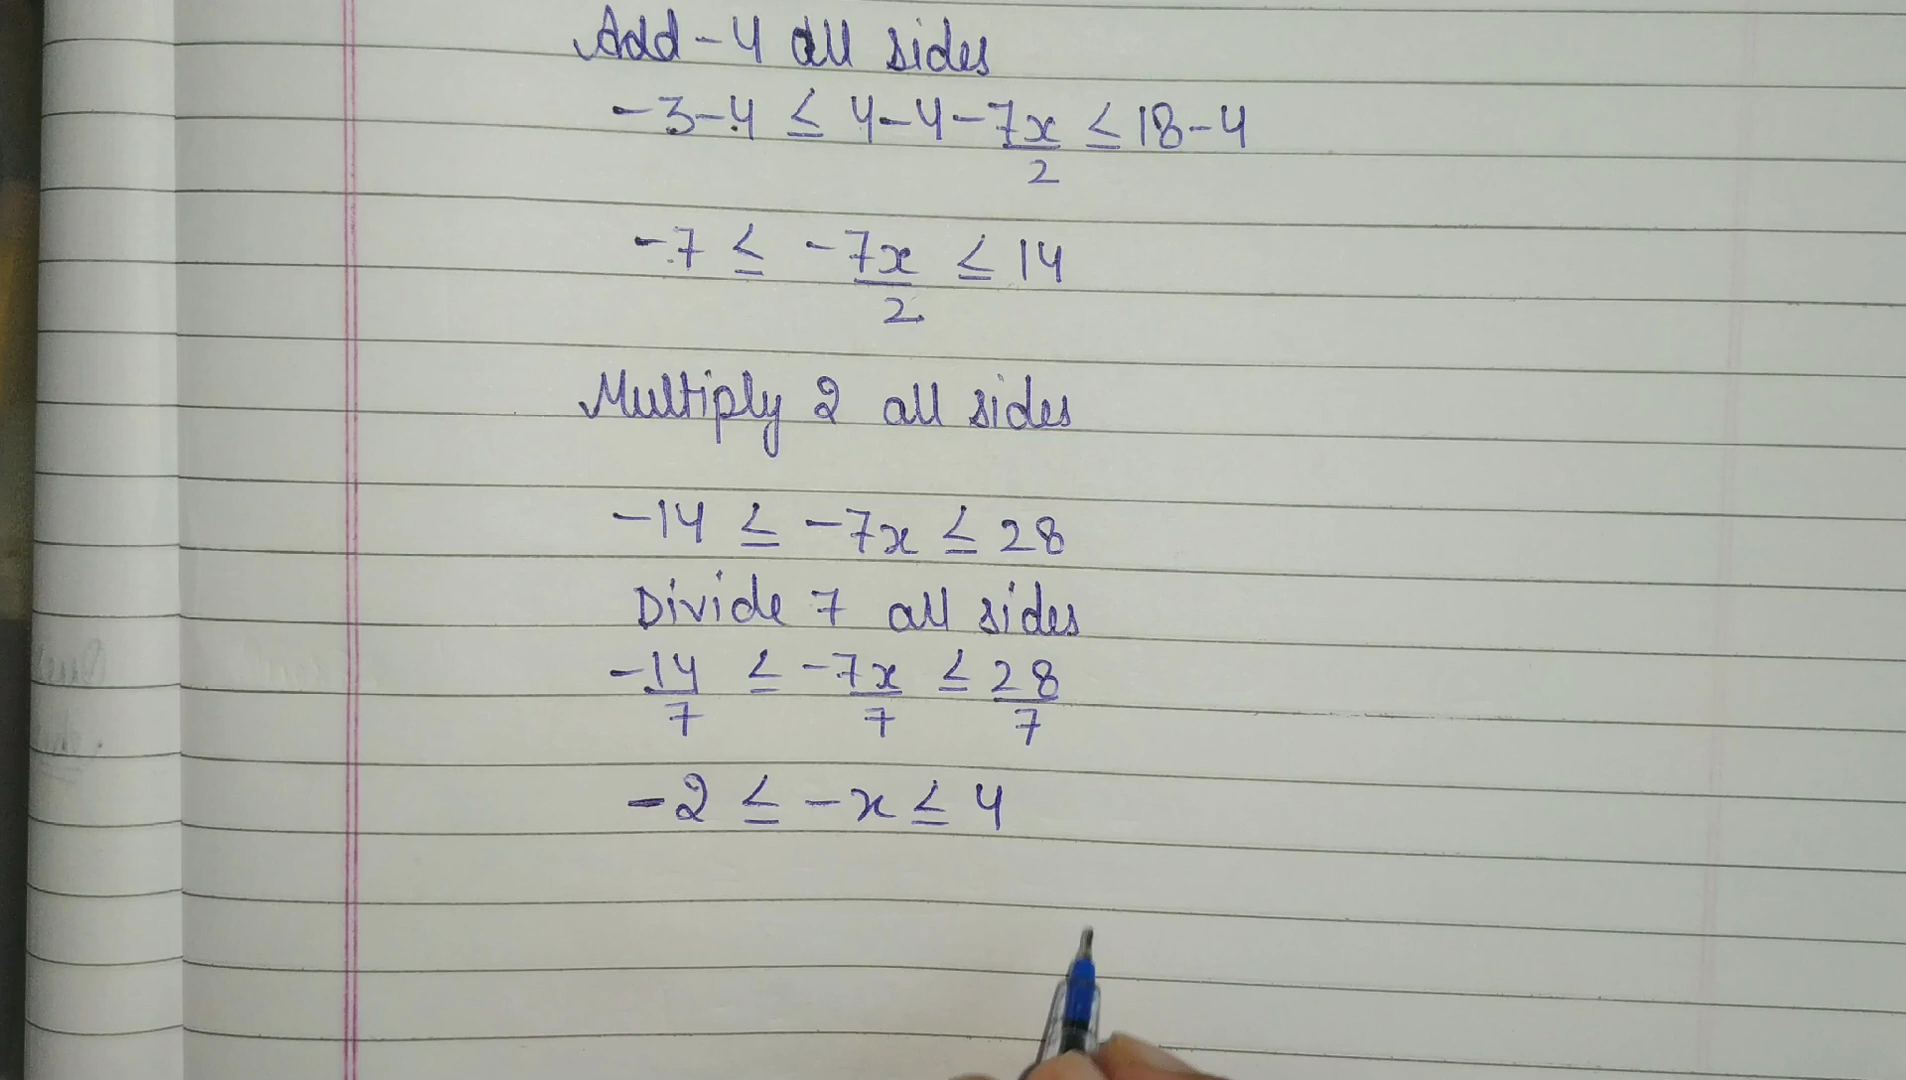 Add -4 all sides
-3-4 ≤ 4-4-7x/2 ≤ 18-4
-7 ≤ -7x/2 ≤ 14
Multiply 2 all sides
-14 ≤ -7x ≤ 28
Divide 7 all sides
-14/7 ≤ -7x/7 ≤ 28/7
-2 ≤ -x ≤ 4